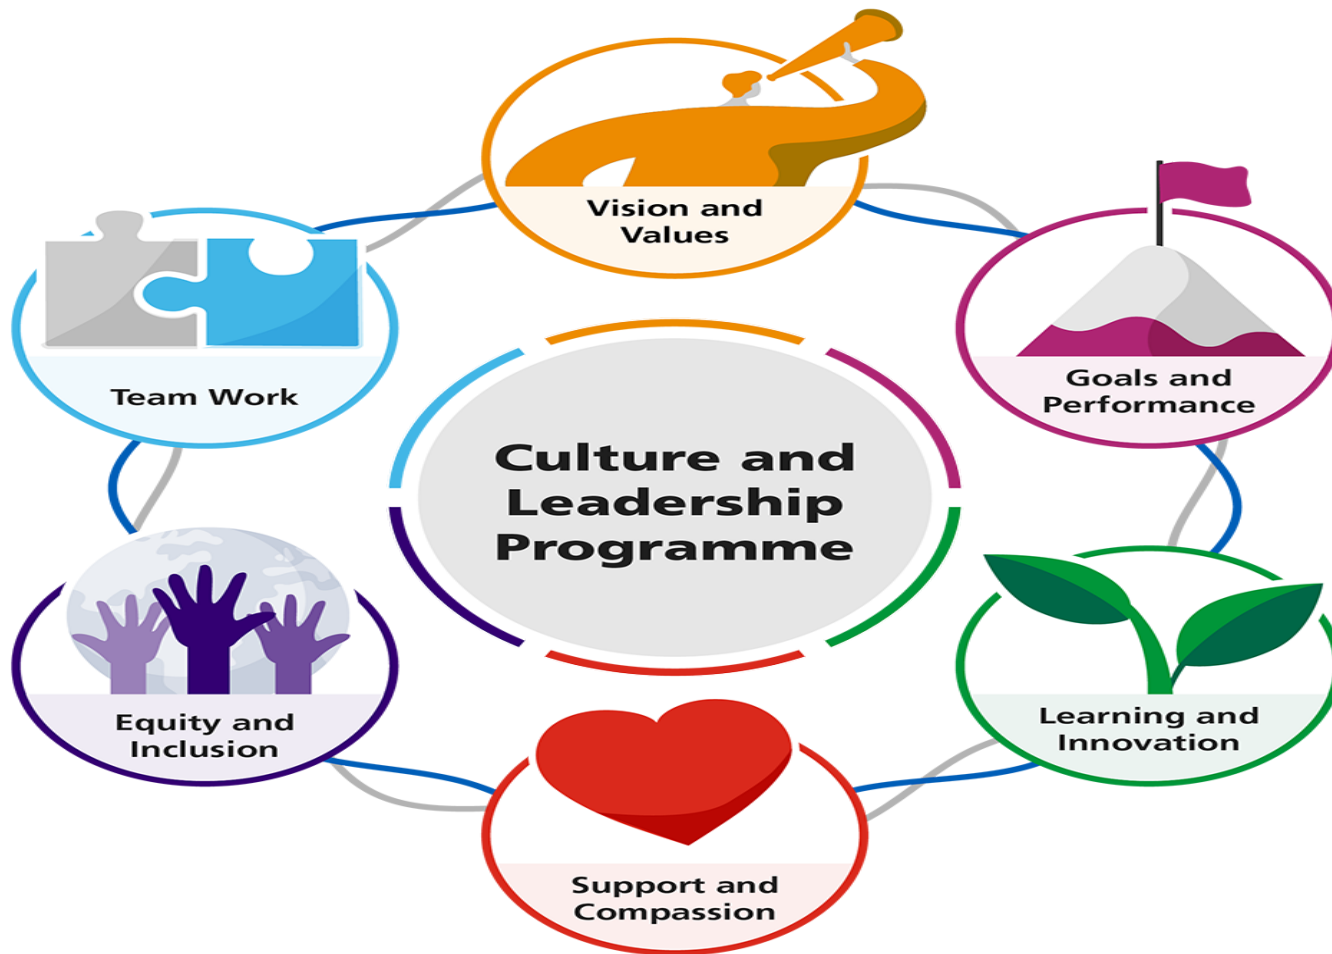 Vision and
Values
Goals and
Performance
Team Work
Culture and
Leadership
Programme
Equity and
Inclusion
Learning and
Innovation
Support and
Compassion